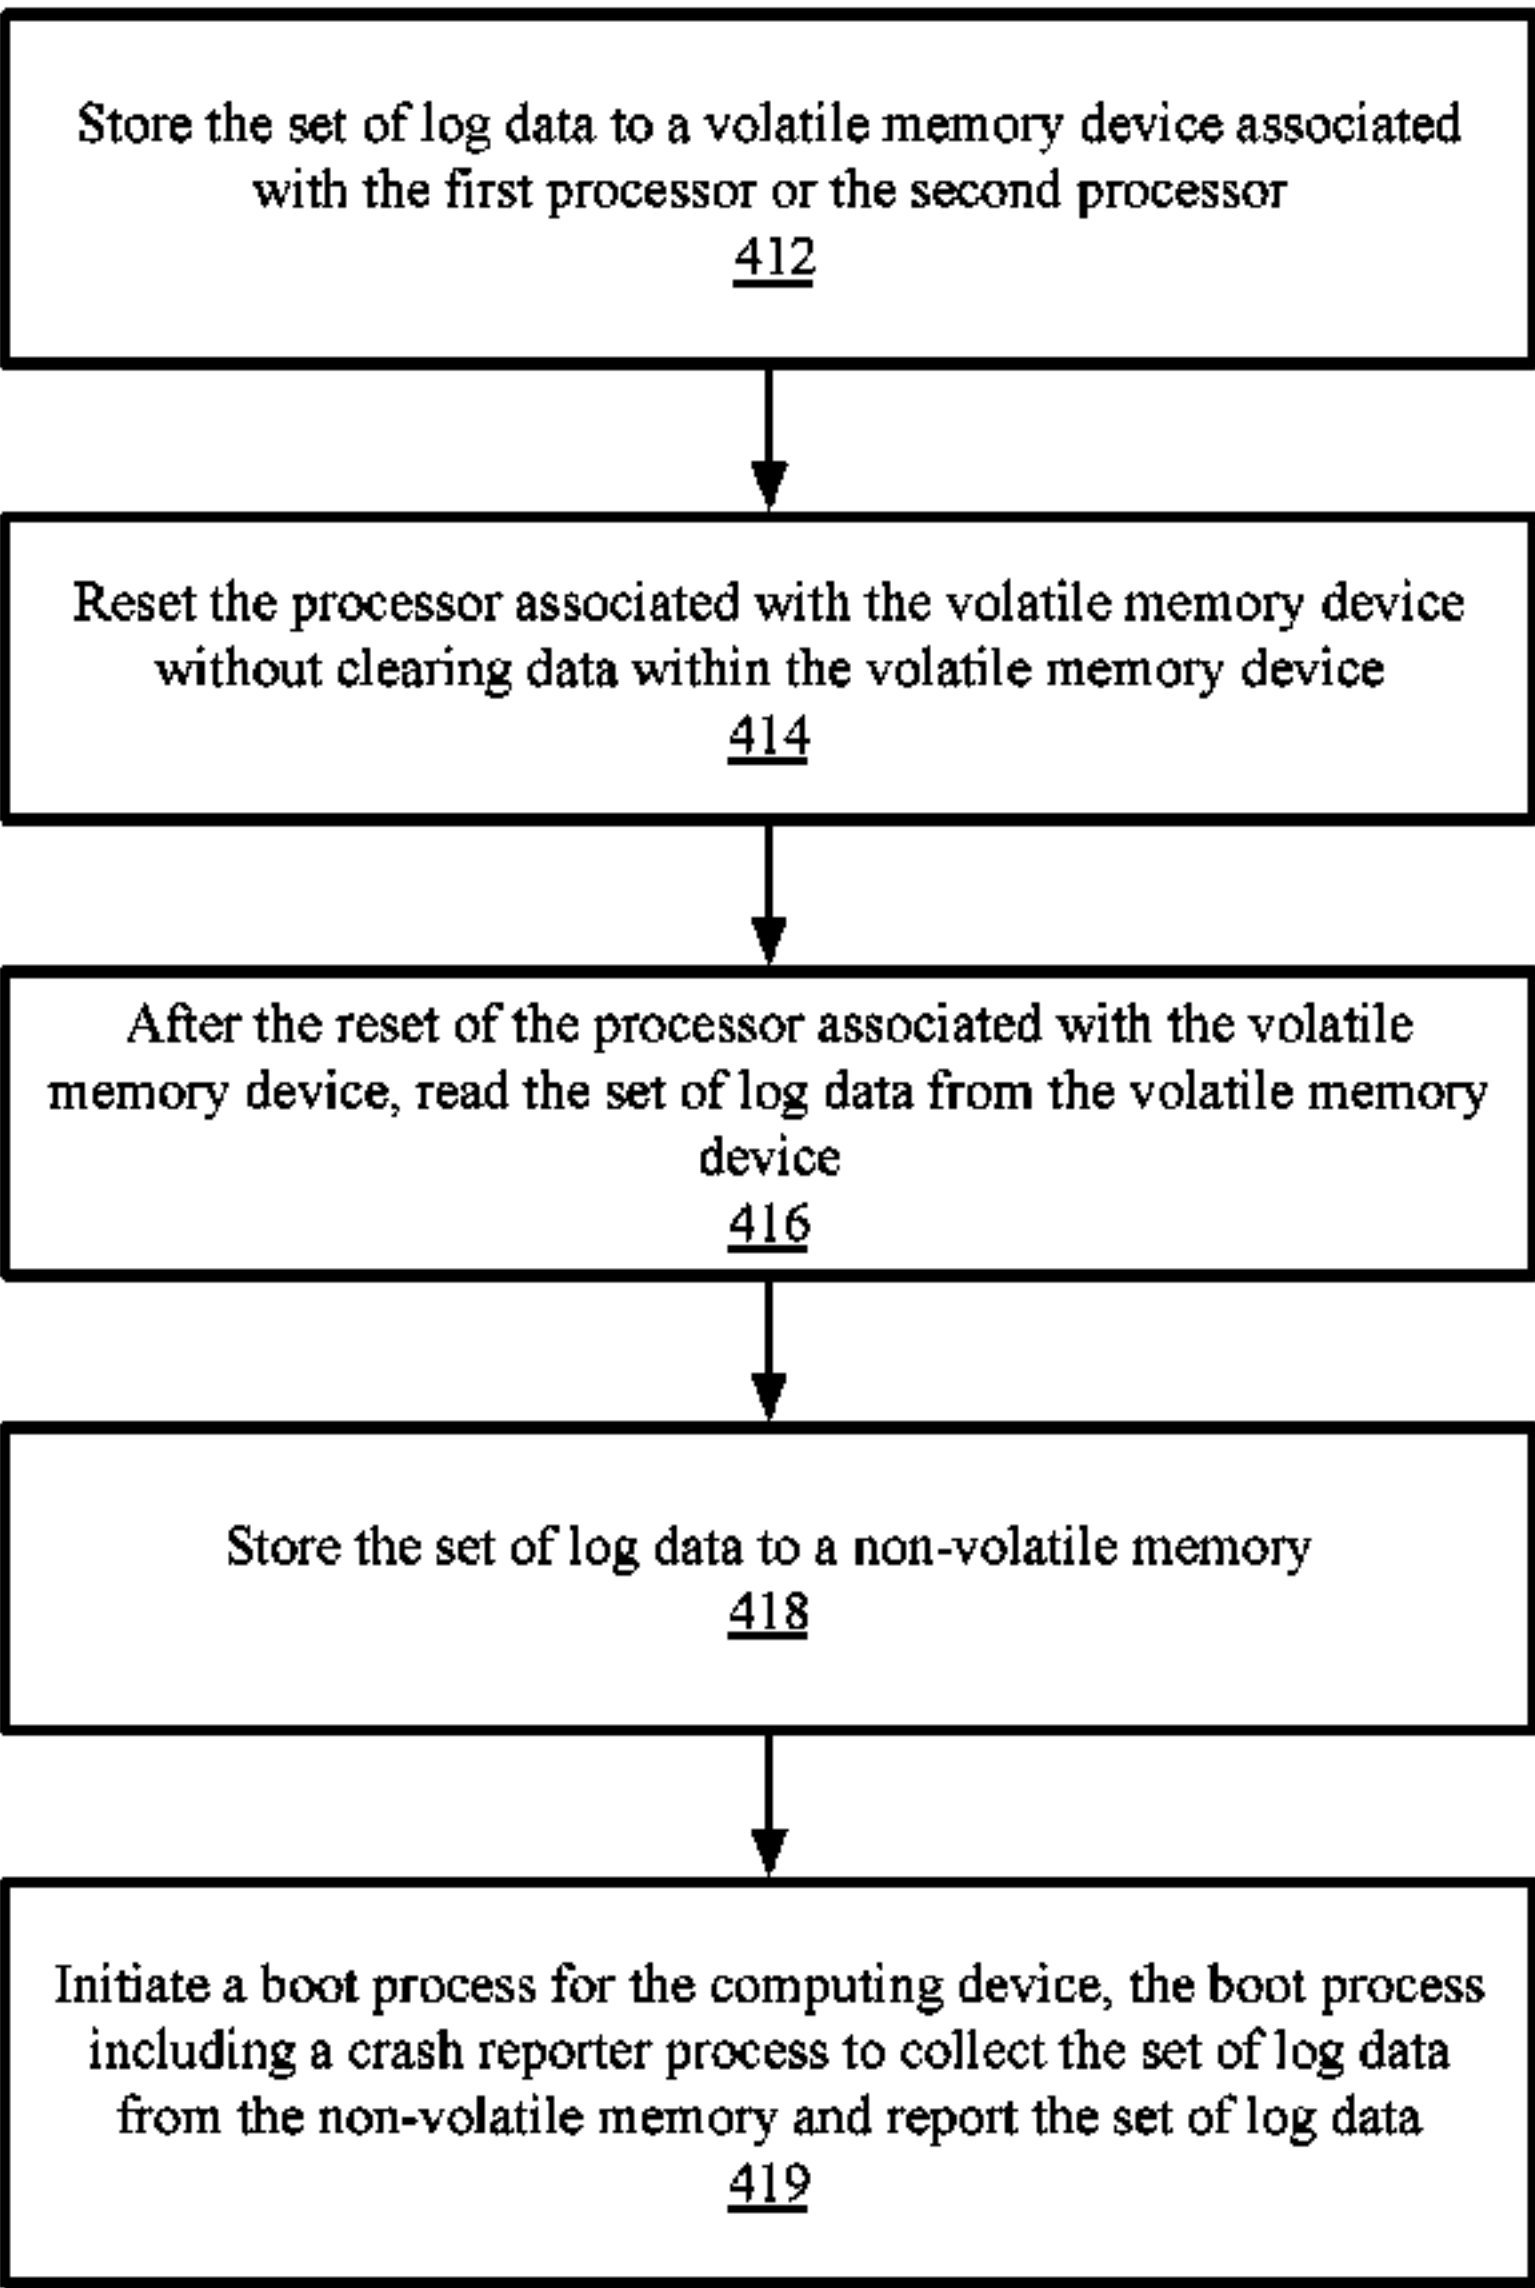 Store the set of log data to a volatile memory device associated
with the first processor or the second processor
412
Reset the processor associated with the volatile memory device
without clearing data within the volatile memory device
414
After the reset of the processor associated with the volatile
memory device, read the set of log data from the volatile memory
device
416
Store the set of log data to a non-volatile memory
418
Initiate a boot process for the computing device, the boot process
including a crash reporter process to collect the set of log data
from the non-volatile memory and report the set of log data
419